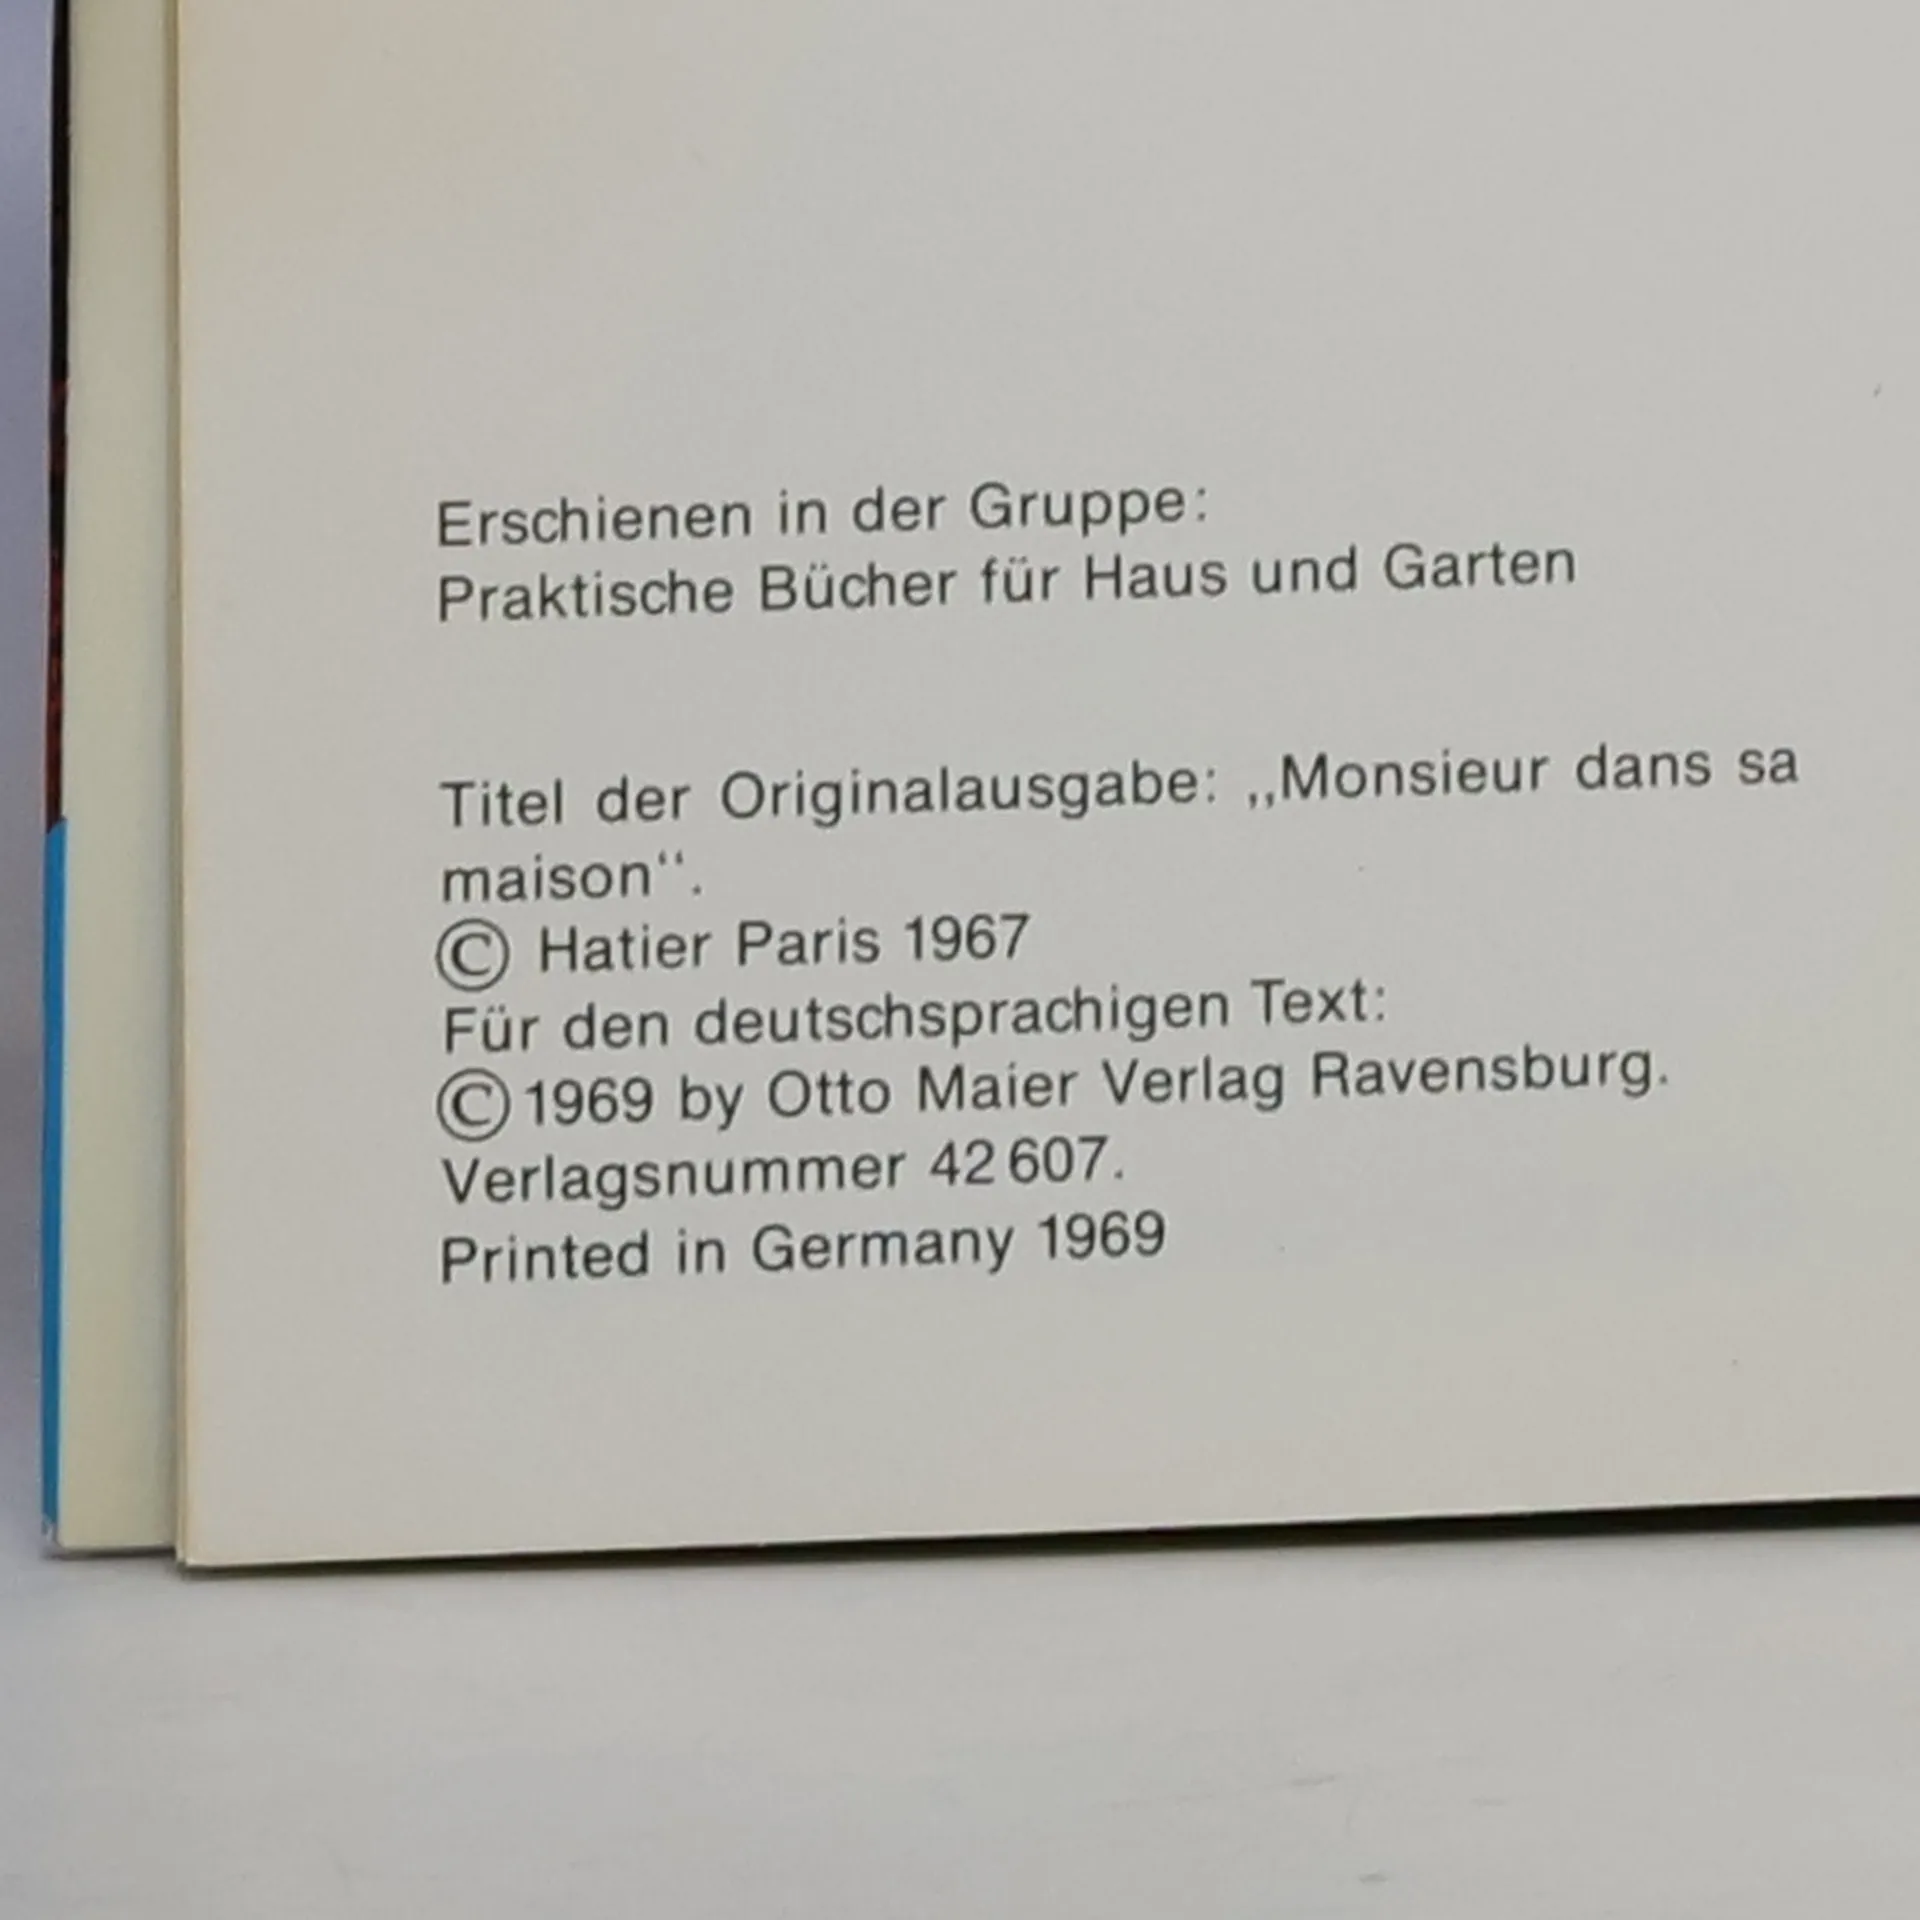 Erschienen in der Gruppe:
Praktische Bücher für Haus und Garten
Titel der Originalausgabe: „Monsieur dans sa
maison“.
© Hatier Paris 1967
Für den deutschsprachigen Text:
© 1969 by Otto Maier Verlag Ravensburg.
Verlagsnummer 42 607.
Printed in Germany 1969